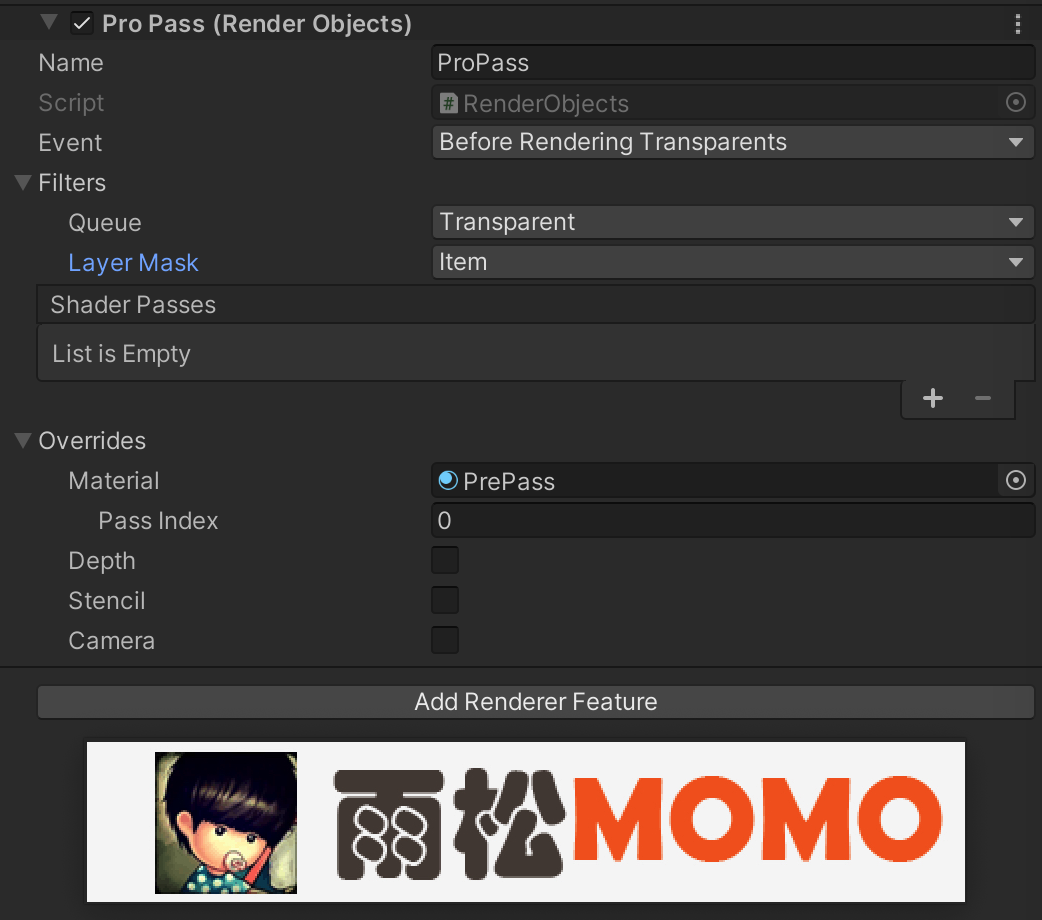 Pro Pass (Render Objects)
Name ProPass
Script # RenderObjects
Event Before Rendering Transparents
Filters
Queue Transparent
Layer Mask Item
Shader Passes
List is Empty
+ −
Overrides
Material PrePass
Pass Index 0
Depth
Stencil
Camera
Add Renderer Feature
雨松MOMO